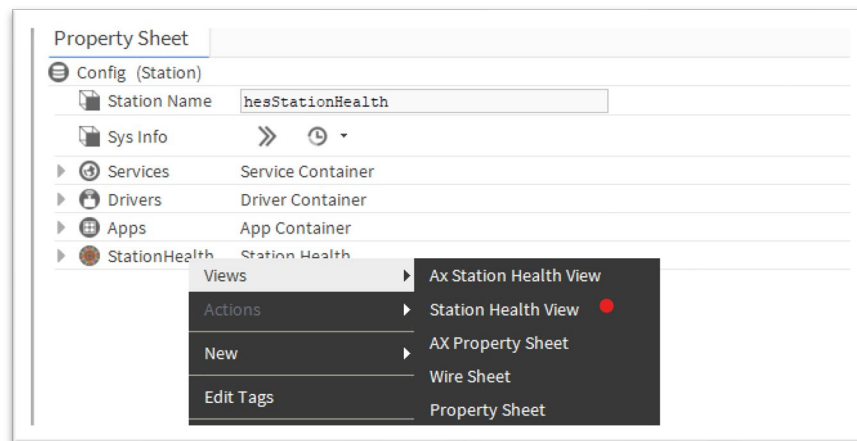 Property Sheet
Config (Station)
Station Name hesStationHealth
Sys Info
Services Service Container
Drivers Driver Container
Apps App Container
StationHealth Station Health
Views Ax Station Health View
Actions Station Health View
New AX Property Sheet
Wire Sheet
Edit Tags
Property Sheet